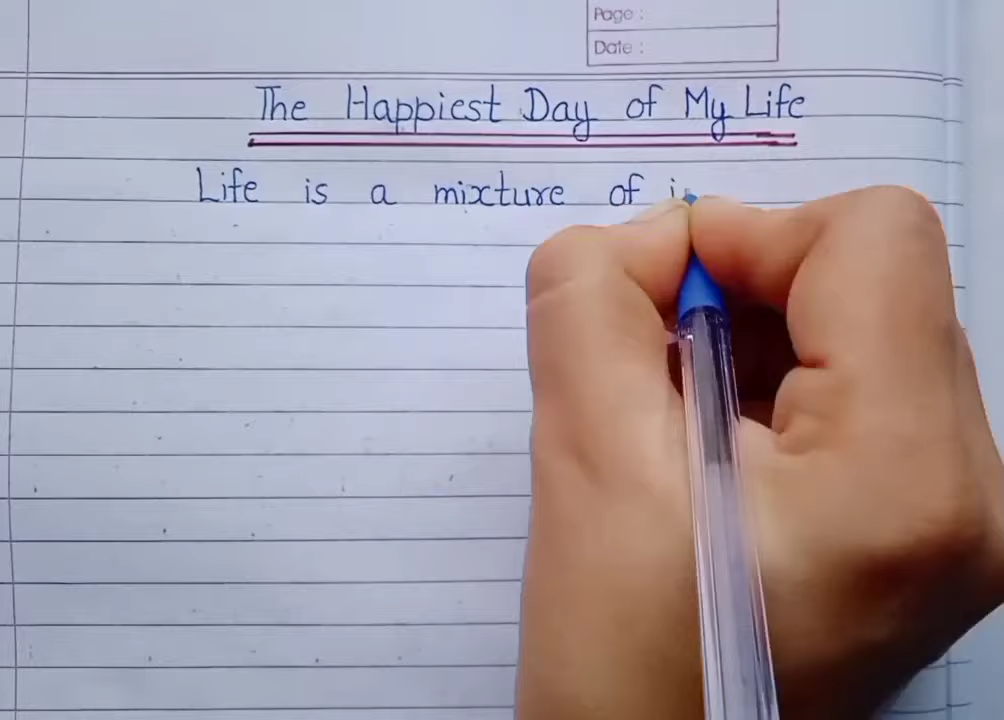 Page :
Date :
The Happiest Day of My Life
Life is a mixture of